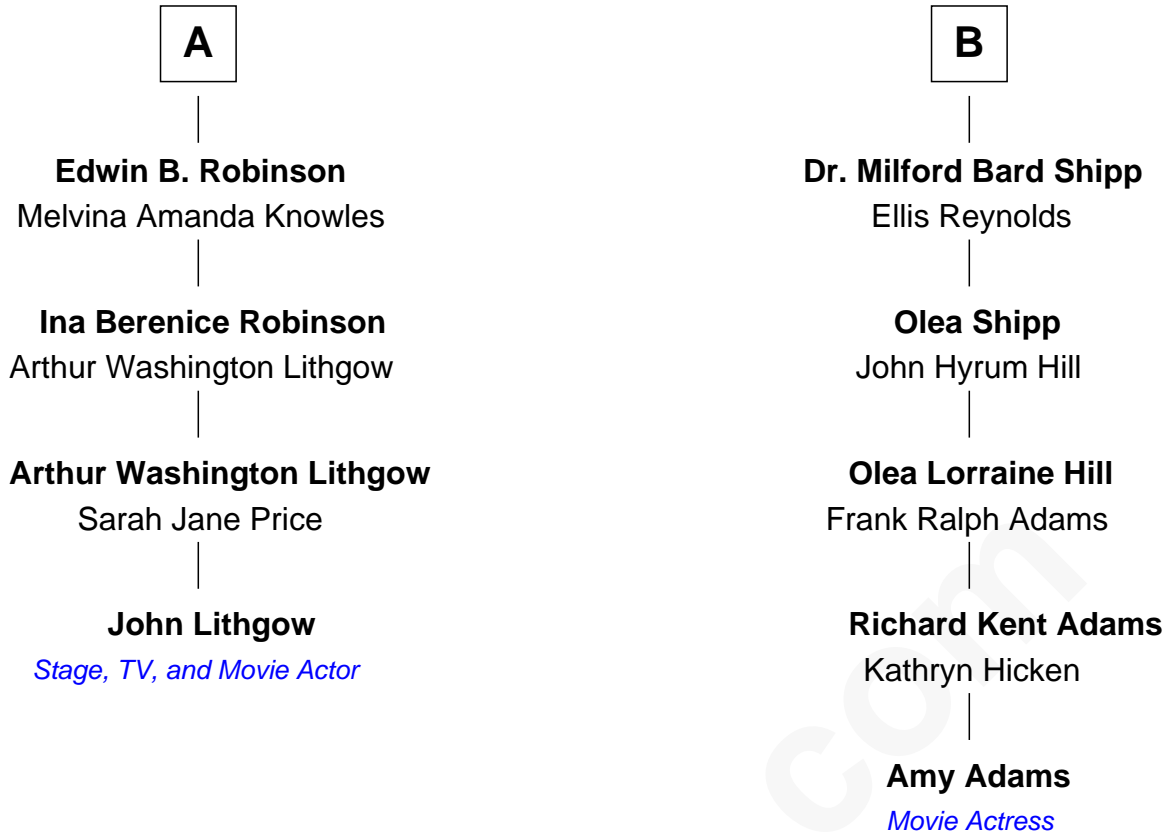 A
Edwin B. Robinson
Melvina Amanda Knowles
Ina Berenice Robinson
Arthur Washington Lithgow
Arthur Washington Lithgow
Sarah Jane Price
John Lithgow
Stage, TV, and Movie Actor
B
Dr. Milford Bard Shipp
Ellis Reynolds
Olea Shipp
John Hyrum Hill
Olea Lorraine Hill
Frank Ralph Adams
Richard Kent Adams
Kathryn Hicken
Amy Adams
Movie Actress
com